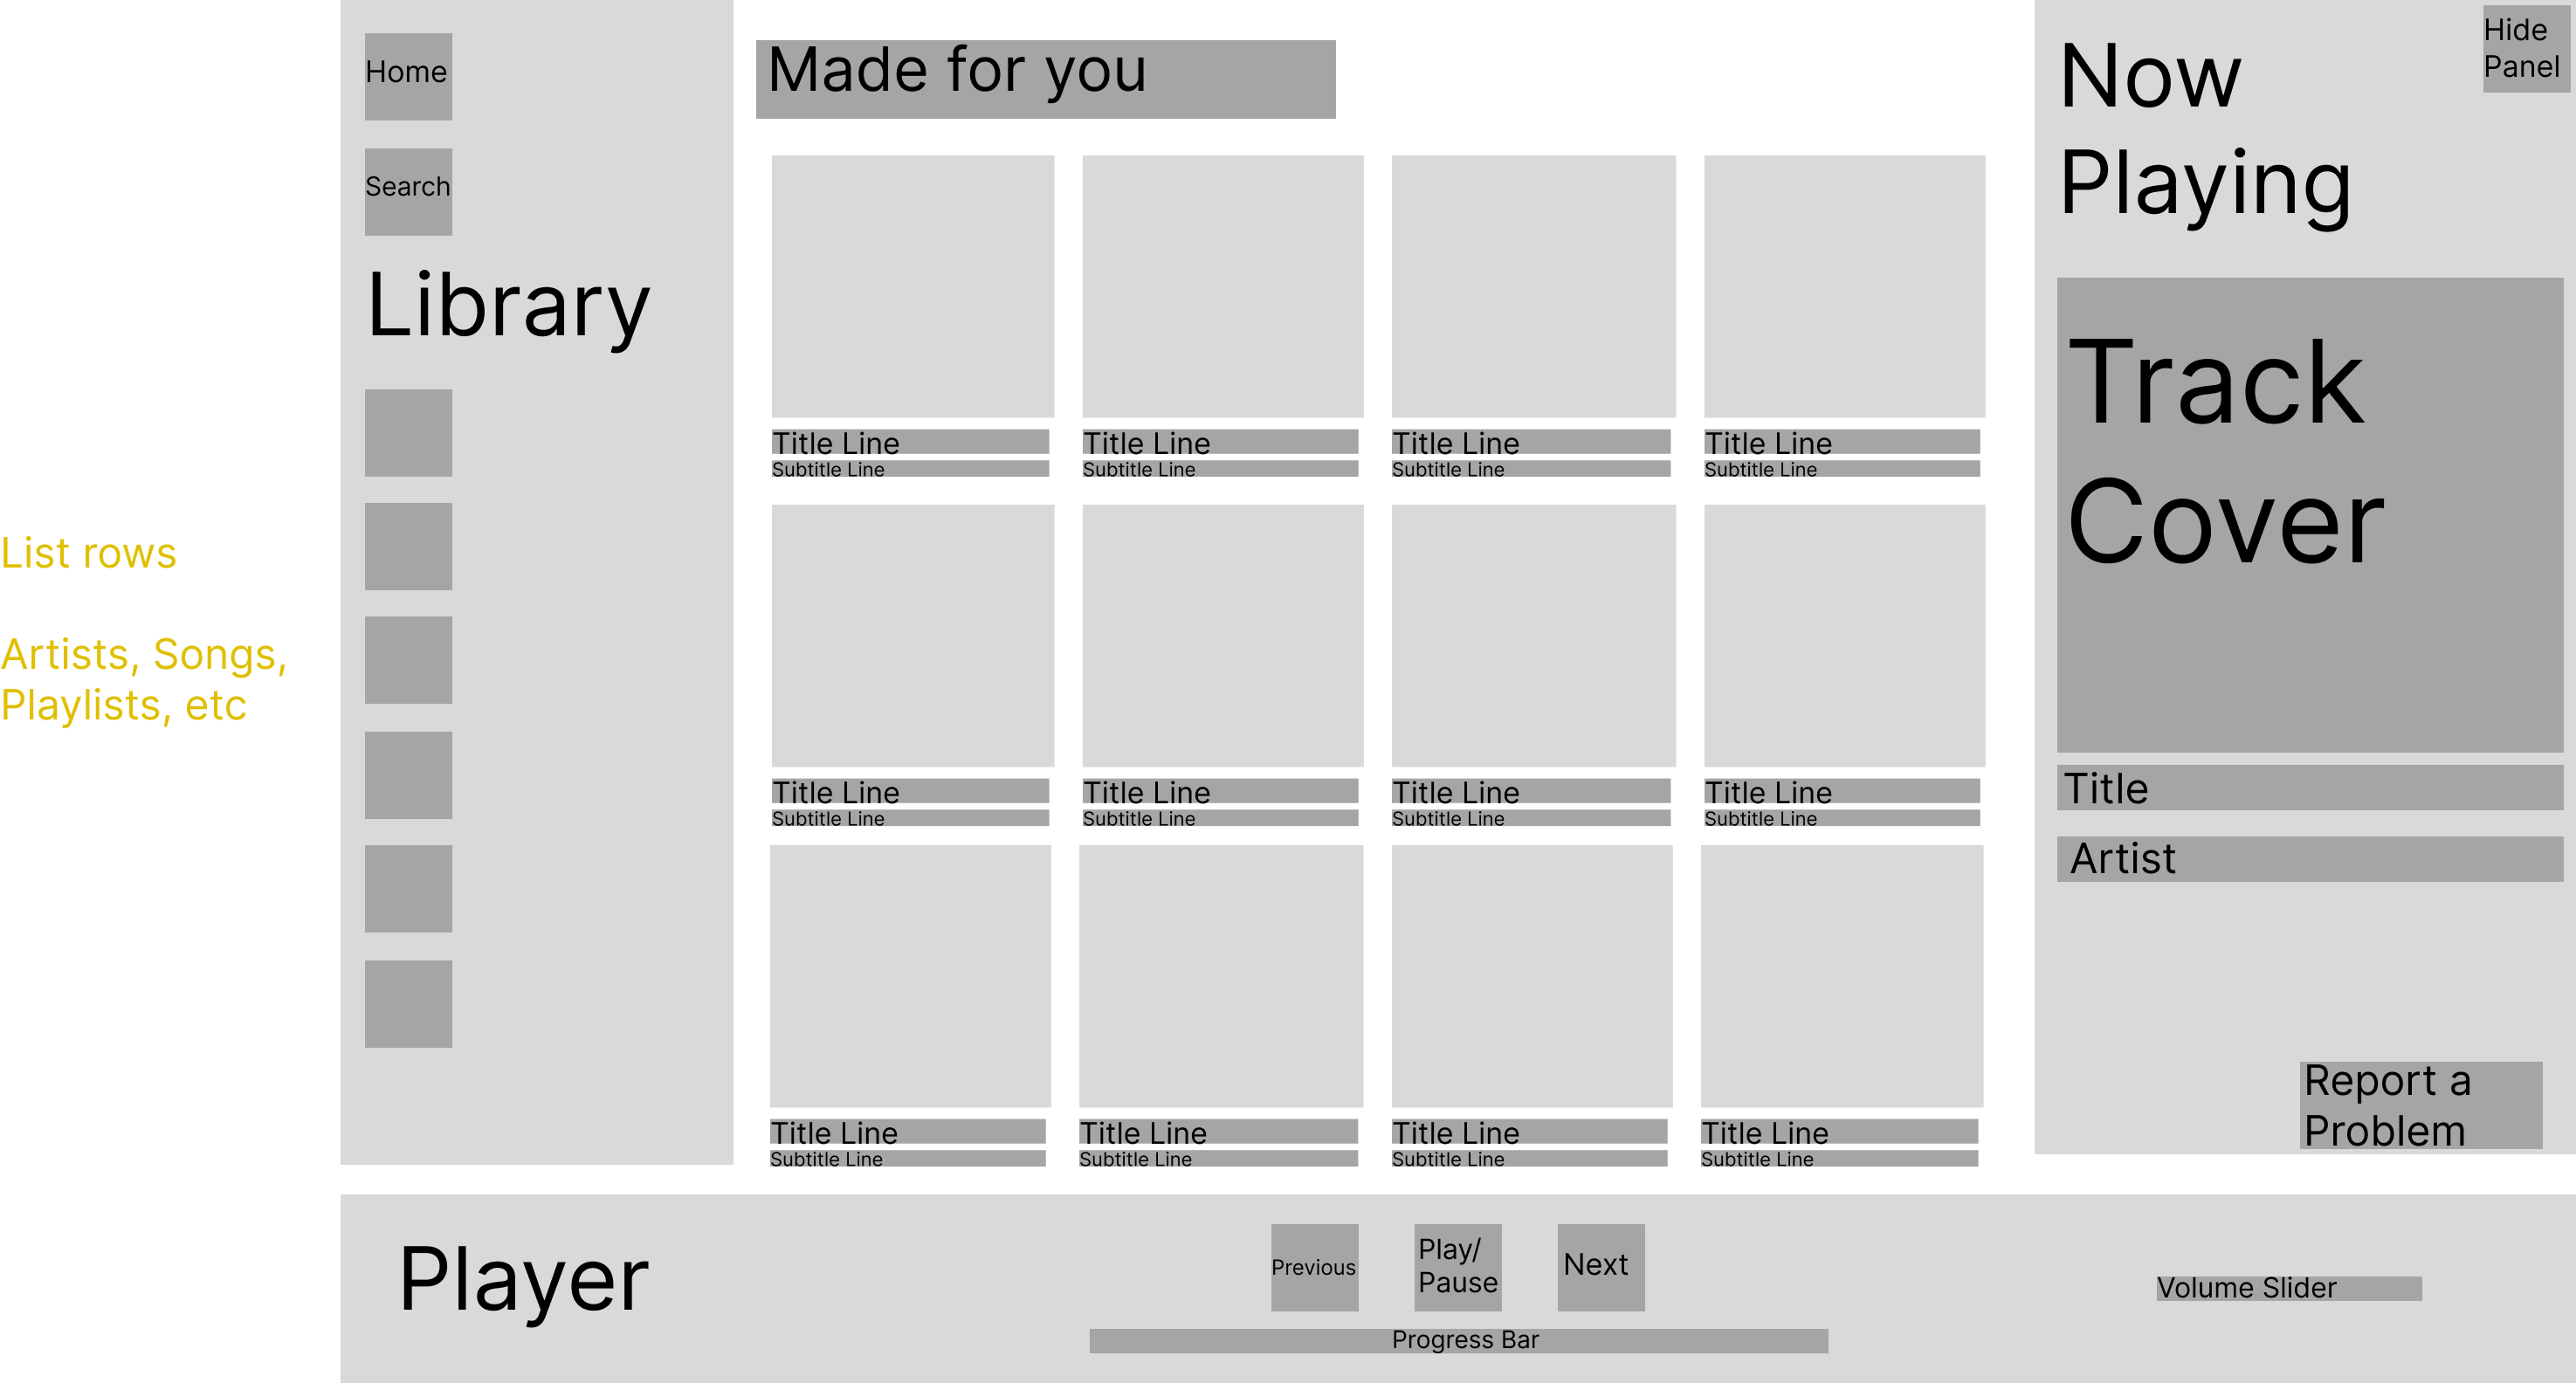 List rows
Artists, Songs,
Playlists, etc
Home
Search
Library
Made for you
Title Line
Subtitle Line
Title Line
Subtitle Line
Title Line
Subtitle Line
Title Line
Subtitle Line
Title Line
Subtitle Line
Title Line
Subtitle Line
Title Line
Subtitle Line
Title Line
Subtitle Line
Title Line
Subtitle Line
Title Line
Subtitle Line
Title Line
Subtitle Line
Title Line
Subtitle Line
Now
Playing
Hide
Panel
Track
Cover
Title
Artist
Report a
Problem
Player
Previous
Play/
Pause
Next
Progress Bar
Volume Slider